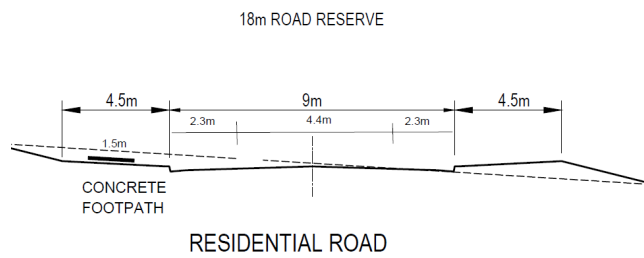 18m ROAD RESERVE
4.5m 9m 4.5m
2.3m 4.4m 2.3m
1.5m
CONCRETE
FOOTPATH
RESIDENTIAL ROAD